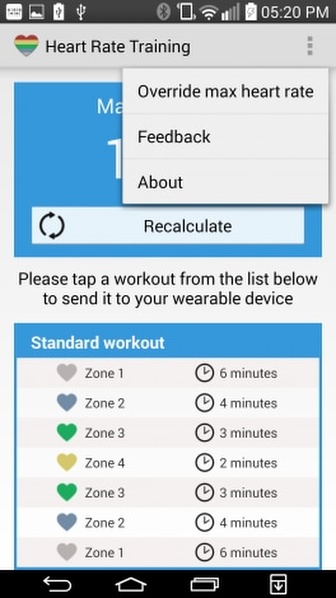 05:20 PM
Heart Rate Training
Override max heart rate
Feedback
About
Recalculate
Please tap a workout from the list below
to send it to your wearable device
Standard workout
Zone 1 6 minutes
Zone 2 4 minutes
Zone 3 3 minutes
Zone 4 2 minutes
Zone 3 3 minutes
Zone 2 4 minutes
Zone 1 6 minutes